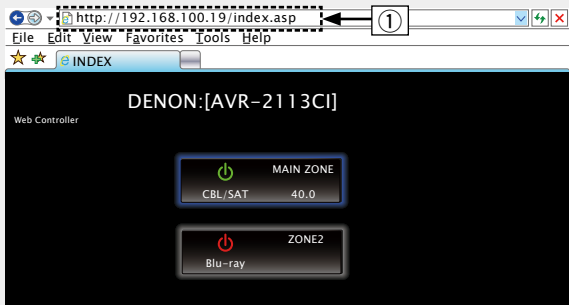 http://192.168.100.19/index.asp
①
File Edit View Favorites Tools Help
INDEX
DENON:[AVR-2113CI]
Web Controller
MAIN ZONE
CBL/SAT 40.0
ZONE2
Blu-ray